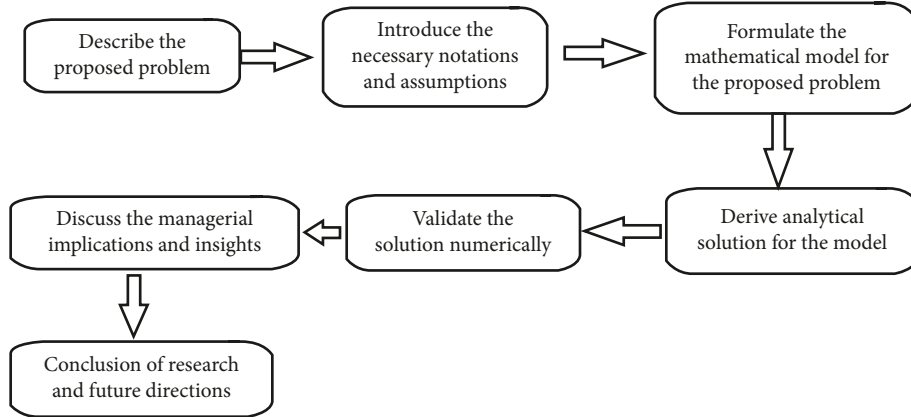 Describe the
proposed problem
Introduce the
necessary notations
and assumptions
Formulate the
mathematical model for
the proposed problem
Derive analytical
solution for the model
Validate the
solution numerically
Discuss the managerial
implications and insights
Conclusion of research
and future directions